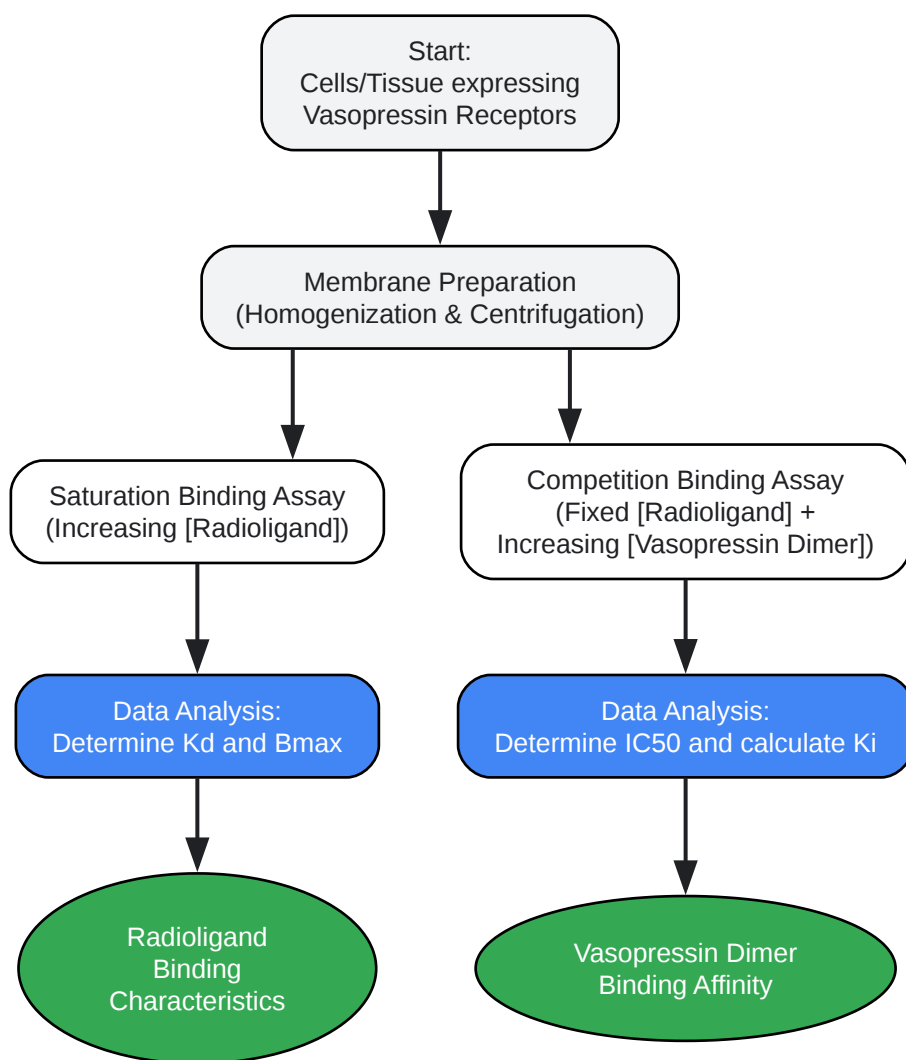 Start:
Cells/Tissue expressing
Vasopressin Receptors
Membrane Preparation
(Homogenization & Centrifugation)
Saturation Binding Assay
(Increasing [Radioligand])
Competition Binding Assay
(Fixed [Radioligand] +
Increasing [Vasopressin Dimer])
Data Analysis:
Determine Kd and Bmax
Data Analysis:
Determine IC50 and calculate Ki
Radioligand
Binding
Characteristics
Vasopressin Dimer
Binding Affinity